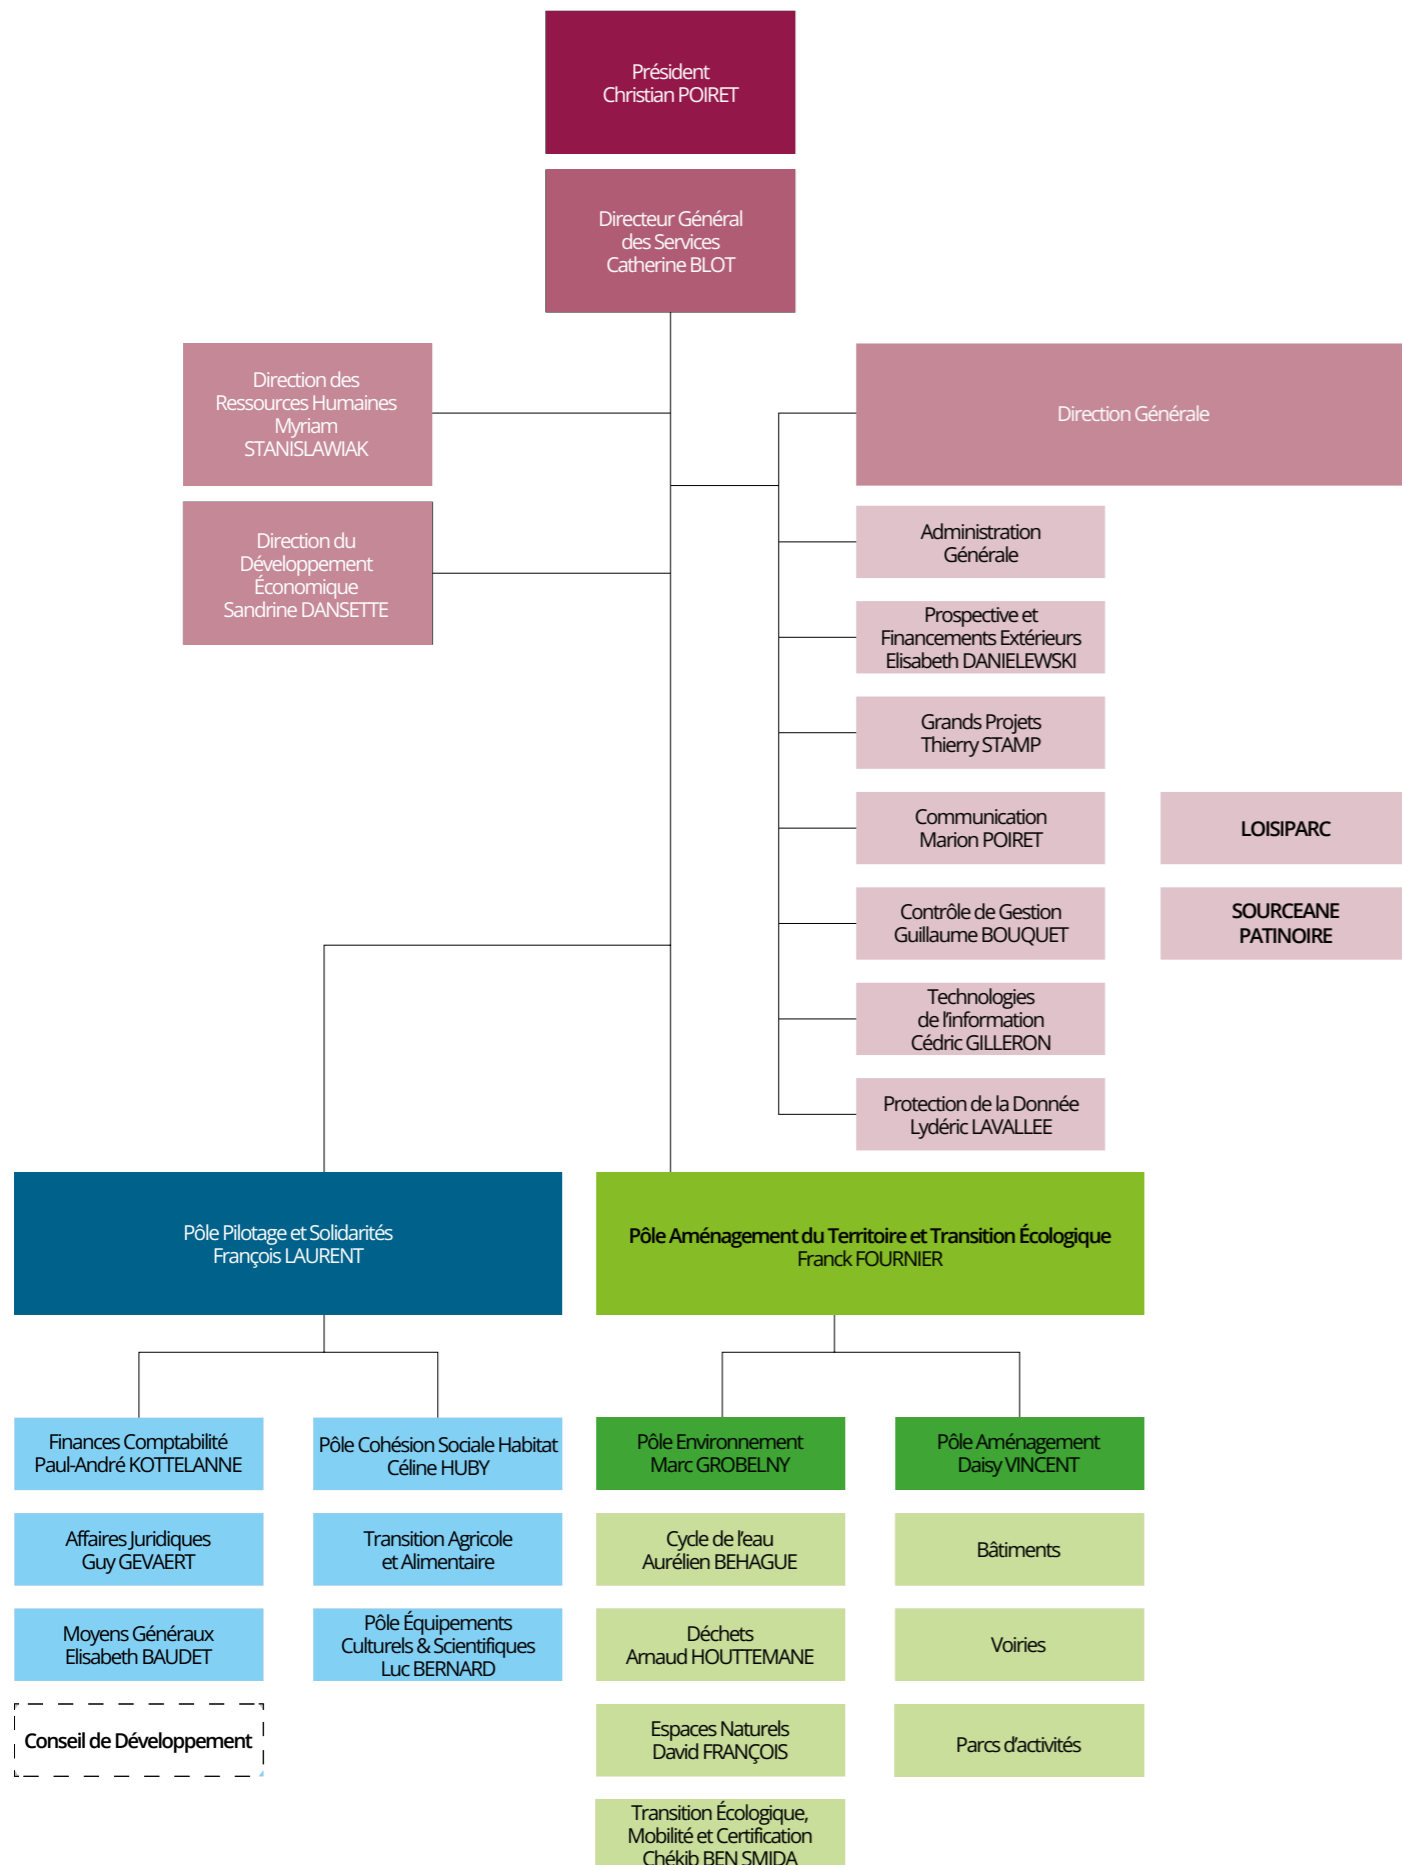 Président
Christian POIRET
Directeur Général
des Services
Catherine BLOT
Direction des
Ressources Humaines
Myriam
STANISLAWIAK
Direction Générale
Direction du
Développement
Économique
Sandrine DANSETTE
Administration
Générale
Prospective et
Financements Extérieurs
Elisabeth DANIELEWSKI
Grands Projets
Thierry STAMP
Communication
Marion POIRET
LOISIPARC
Contrôle de Gestion
Guillaume BOUQUET
SOURCEANE
PATINOIRE
Technologies
de l'information
Cédric GILLERON
Protection de la Donnée
Lydéric LAVALLEE
Pôle Pilotage et Solidarités
François LAURENT
Pôle Aménagement du Territoire et Transition Écologique
Franck FOURNIER
Finances Comptabilité
Paul-André KOTTELANNE
Affaires Juridiques
Guy GEVAERT
Moyens Généraux
Elisabeth BAUDET
Conseil de Développement
Pôle Cohésion Sociale Habitat
Céline HUBY
Transition Agricole
et Alimentaire
Pôle Équipements
Culturels & Scientifiques
Luc BERNARD
Pôle Environnement
Marc GROBELNY
Cycle de l'eau
Aurélien BEHAGUE
Déchets
Arnaud HOUTTEMANE
Espaces Naturels
David FRANÇOIS
Transition Écologique,
Mobilité et Certification
Chékib BEN SMIDA
Pôle Aménagement
Daisy VINCENT
Bâtiments
Voiries
Parcs d'activités